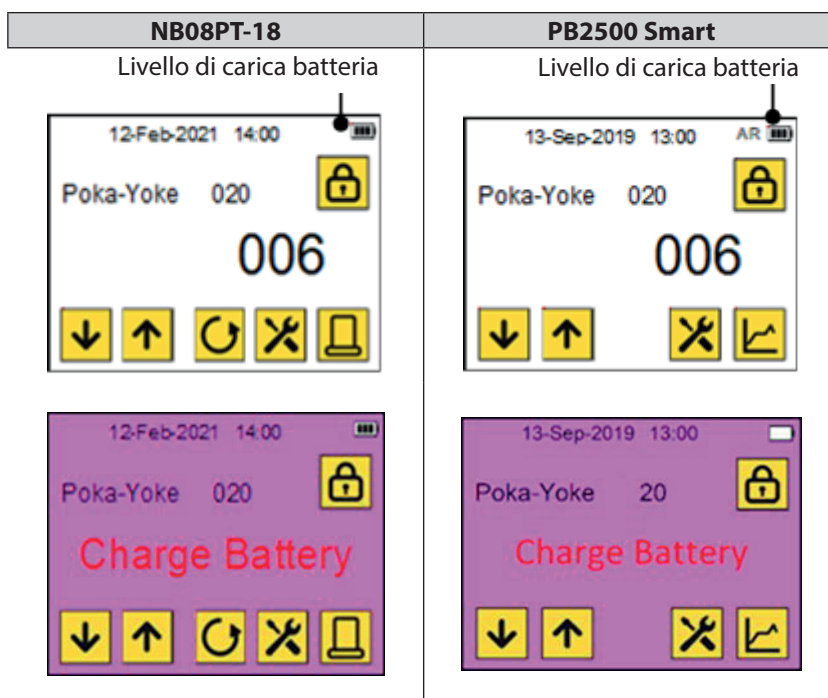 NB08PT-18
PB2500 Smart
Livello di carica batteria
Livello di carica batteria
12-Feb-2021 14:00
Poka-Yoke 020
006
13-Sep-2019 13:00 AR
Poka-Yoke 020
006
12-Feb-2021 14:00
Poka-Yoke 020
Charge Battery
13-Sep-2019 13:00
Poka-Yoke 20
Charge Battery